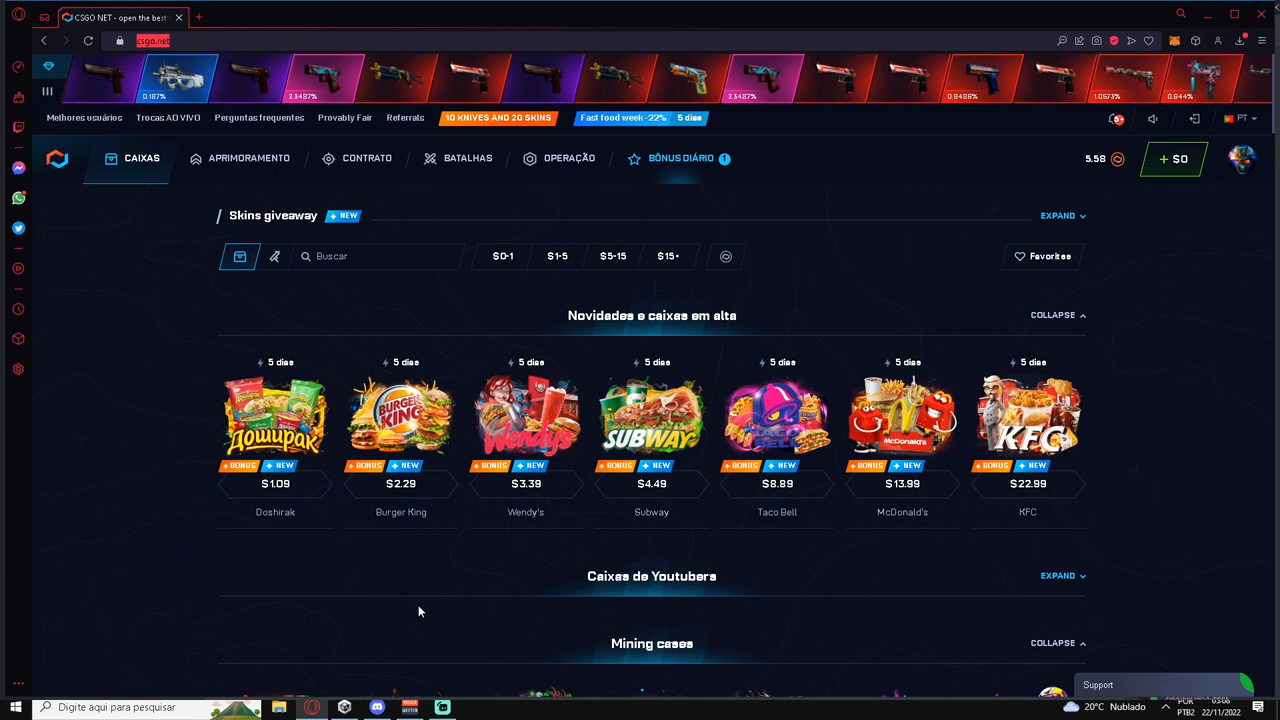 CSGO NET - open the best
csgo.net
0.187%
2.3487%
2.3487%
0.9486%
1.0573%
0.644%
Melhores usuários
Trocas AO VIVO
Perguntas frequentes
Provably Fair
Referrals
10 KNIVES AND 20 SKINS
Fast food week -22%
5 dias
PT
CAIXAS
APRIMORAMENTO
CONTRATO
BATALHAS
OPERAÇÃO
BÔNUS DIÁRIO 1
5.58
+ $0
Skins giveaway
NEW
EXPAND
Buscar
$0-1
$1-5
$5-15
$15+
Favorites
Novidades e caixas em alta
COLLAPSE
5 dias
5 dias
5 dias
5 dias
5 dias
5 dias
5 dias
Доширак
BURGER KING
Wendy's
SUBWAY
TACO BELL
McDonald's
KFC
+ BONUS NEW
+ BONUS NEW
+ BONUS NEW
+ BONUS NEW
+ BONUS NEW
+ BONUS NEW
+ BONUS NEW
$1.09
$2.29
$3.39
$4.49
$8.89
$13.99
$22.99
Doshirak
Burger King
Wendy's
Subway
Taco Bell
McDonald's
KFC
Caixas de Youtubers
EXPAND
Mining cases
COLLAPSE
Support
Digite aqui para pesquisar
20°C Nublado
POR
PTB2
03:06
22/11/2022